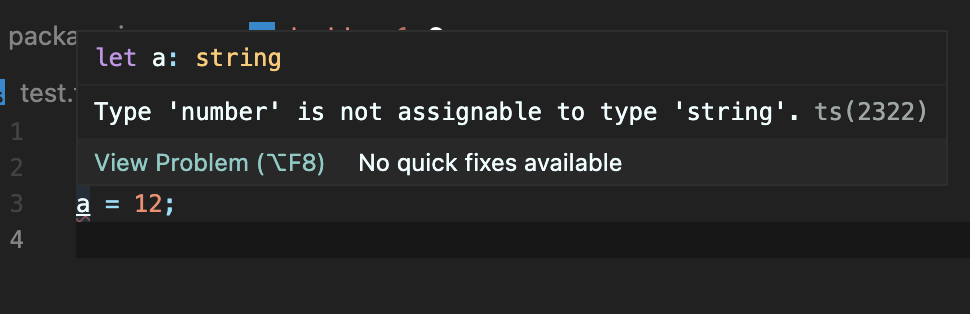 let a: string
Type 'number' is not assignable to type 'string'. ts(2322)
View Problem (⌥F8) No quick fixes available
test.
1
2
3 a = 12;
4